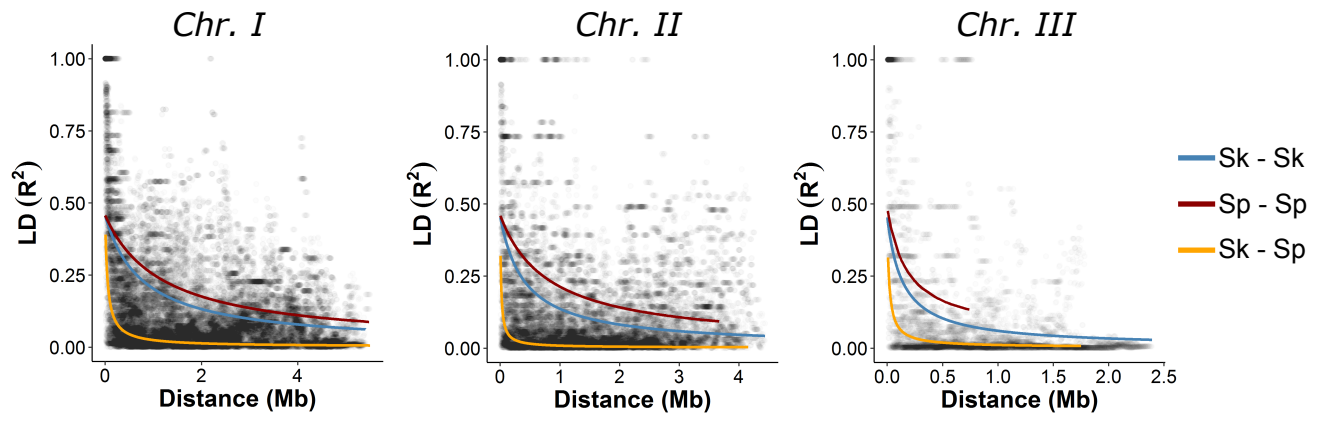 Chr. I
Chr. II
Chr. III
LD (R²)
1.00
0.75
0.50
0.25
0.00
0
2
4
Distance (Mb)
LD (R²)
1.00
0.75
0.50
0.25
0.00
0
1
2
3
4
Distance (Mb)
LD (R²)
1.00
0.75
0.50
0.25
0.00
0.0
0.5
1.0
1.5
2.0
2.5
Distance (Mb)
Sk - Sk
Sp - Sp
Sk - Sp